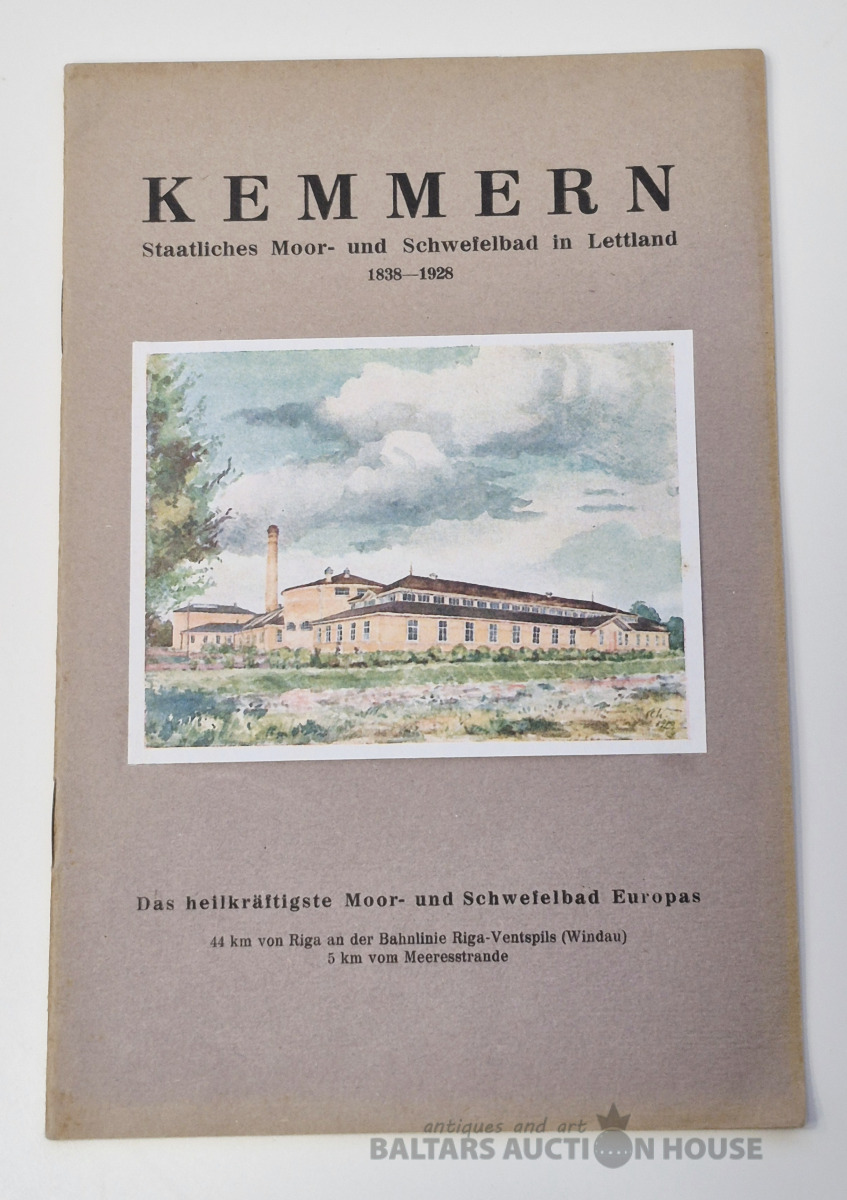 KEMMERN
Staatliches Moor- und Schwefelbad in Lettland
1838—1928
Das heilkräftigste Moor- und Schwefelbad Europas
44 km von Riga an der Bahnlinie Riga-Ventspils (Windau)
5 km vom Meeresstrande
antiques and art
BALTARS AUCTION HOUSE